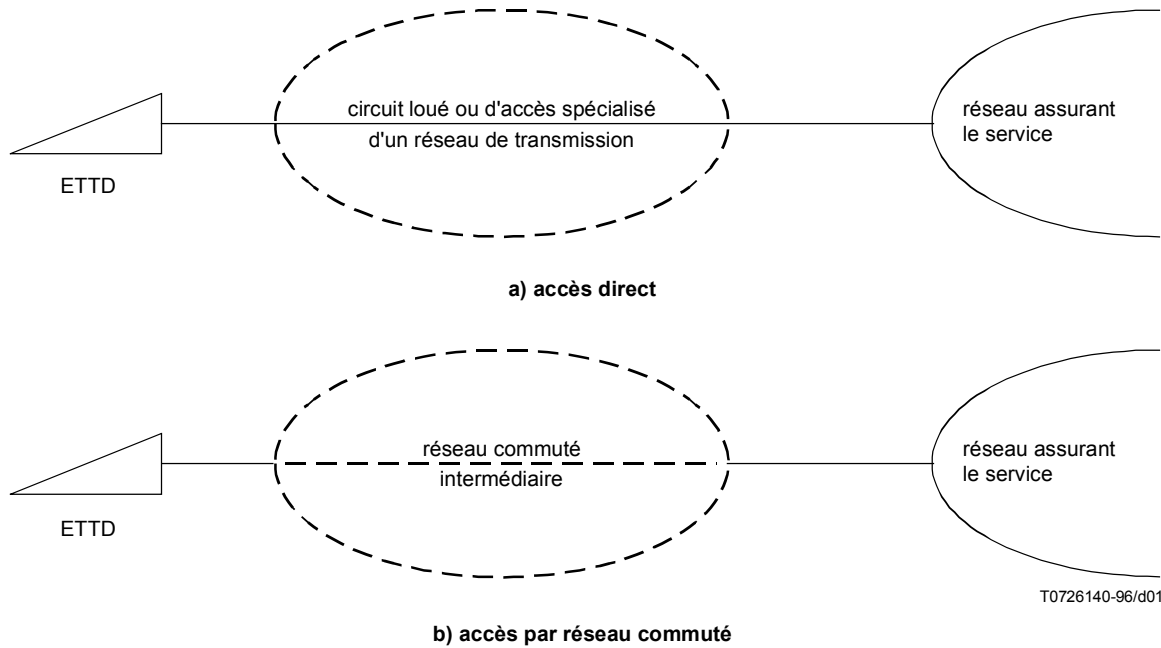 circuit loué ou d'accès spécialisé
d'un réseau de transmission
réseau assurant
le service
ETTD
a) accès direct
réseau commuté
intermédiaire
réseau assurant
le service
ETTD
T0726140-96/d01
b) accès par réseau commuté